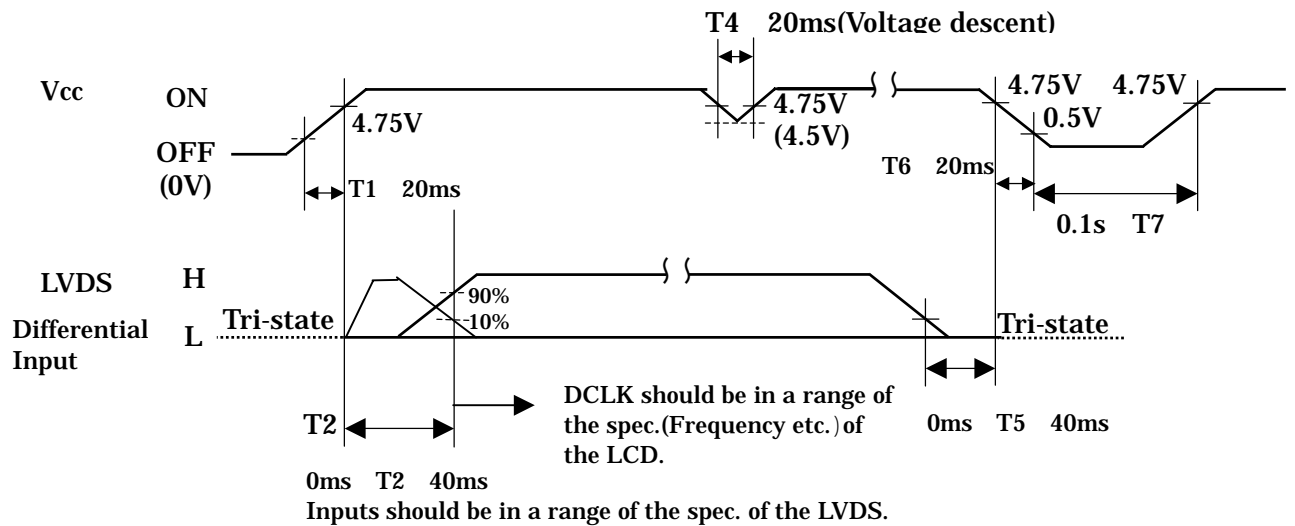 T4 20ms(Voltage descent)
Vcc
ON
4.75V
4.75V
(4.5V)
4.75V
4.75V
0.5V
OFF
(0V)
T1 20ms
T6 20ms
0.1s T7
LVDS
Differential
Input
H
L
Tri-state
90%
10%
Tri-state
T2
DCLK should be in a range of
the spec.(Frequency etc.)of
the LCD.
0ms T5 40ms
0ms T2 40ms
Inputs should be in a range of the spec. of the LVDS.